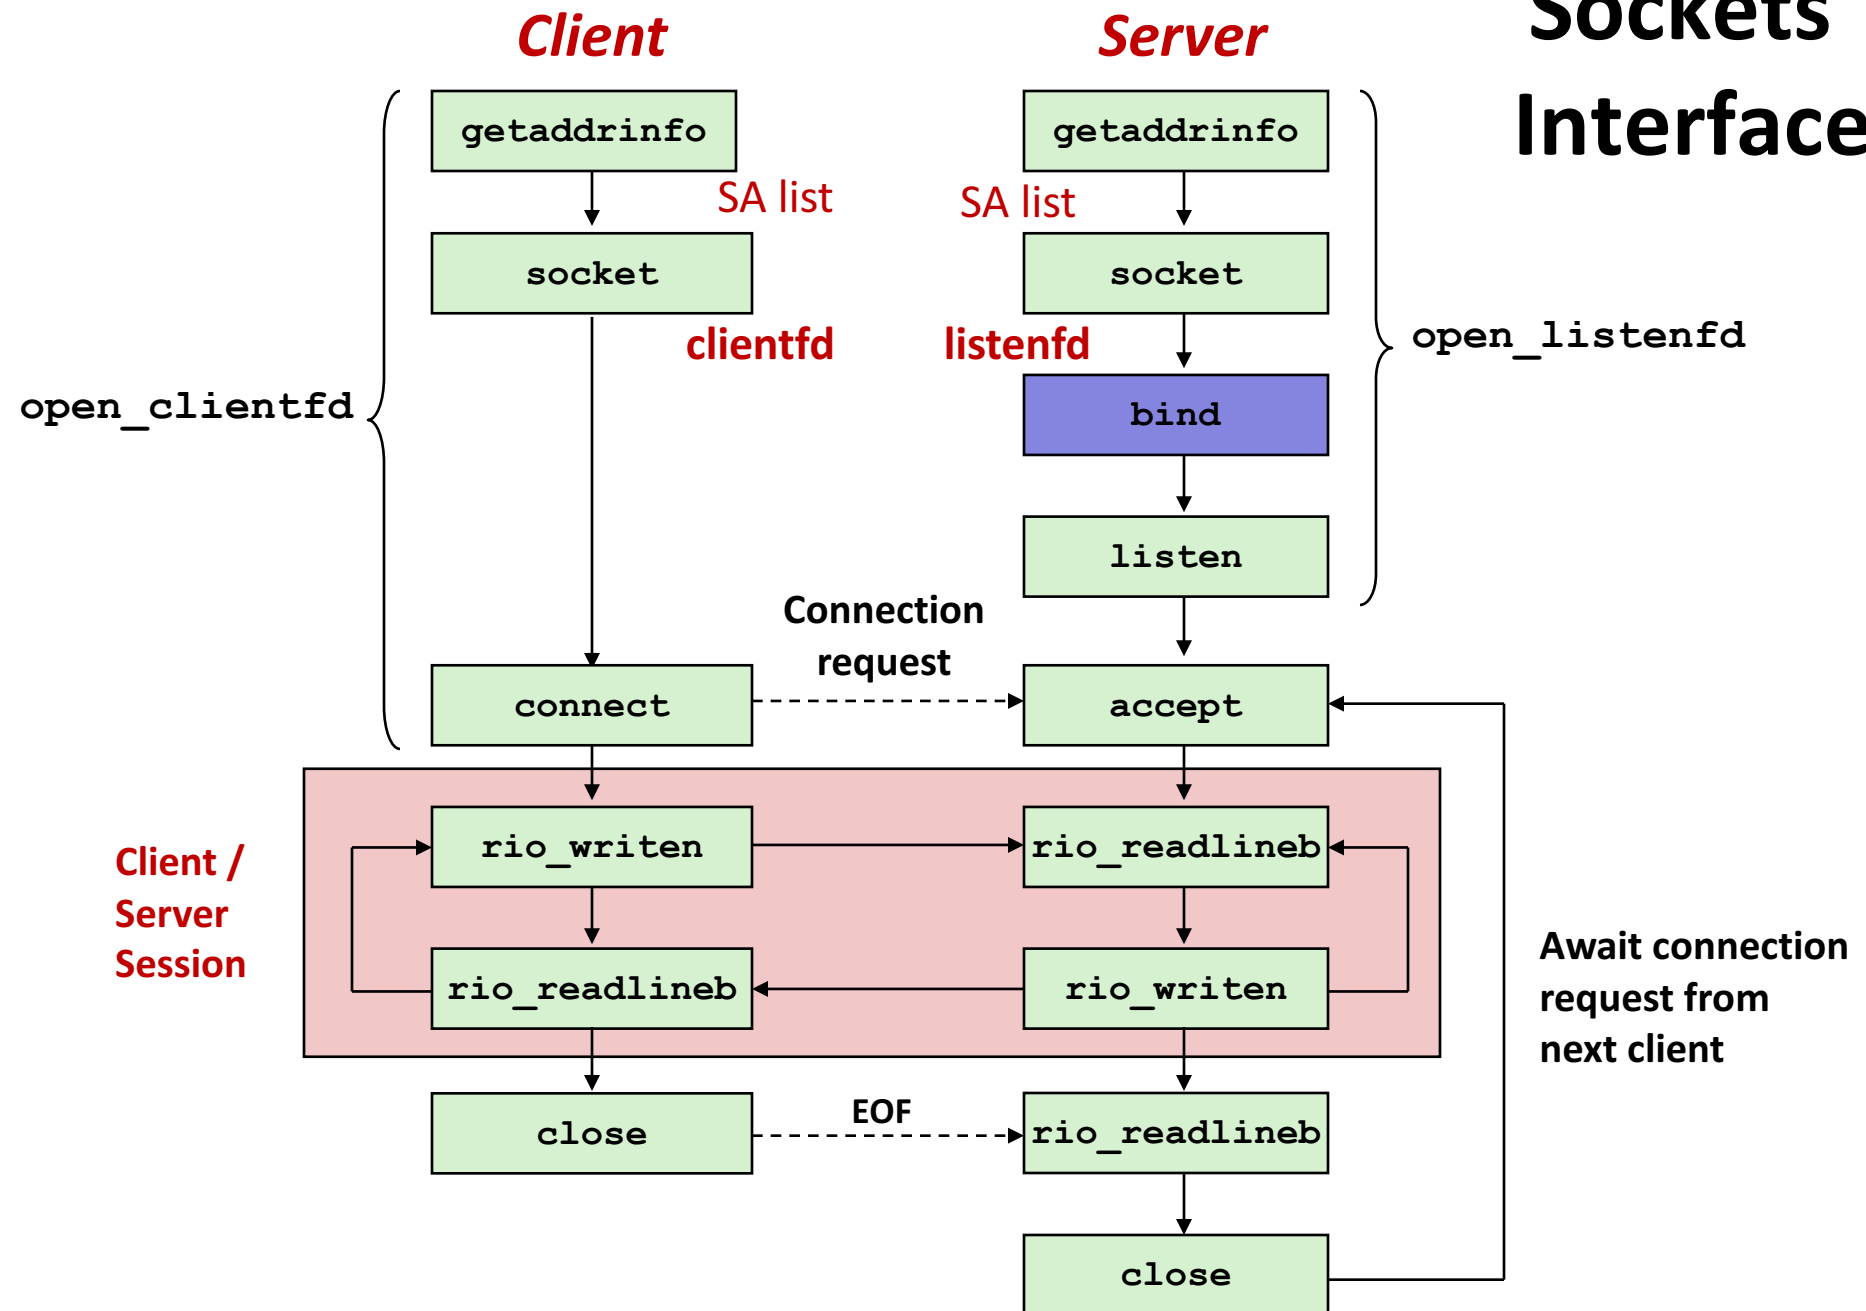 Sockets
Interface
Client
Server
getaddrinfo
getaddrinfo
SA list
SA list
socket
socket
clientfd
listenfd
open_listenfd
open_clientfd
bind
listen
Connection
request
connect
accept
Client /
Server
Session
rio_writen
rio_readlineb
rio_readlineb
rio_writen
Await connection
request from
next client
close
EOF
rio_readlineb
close